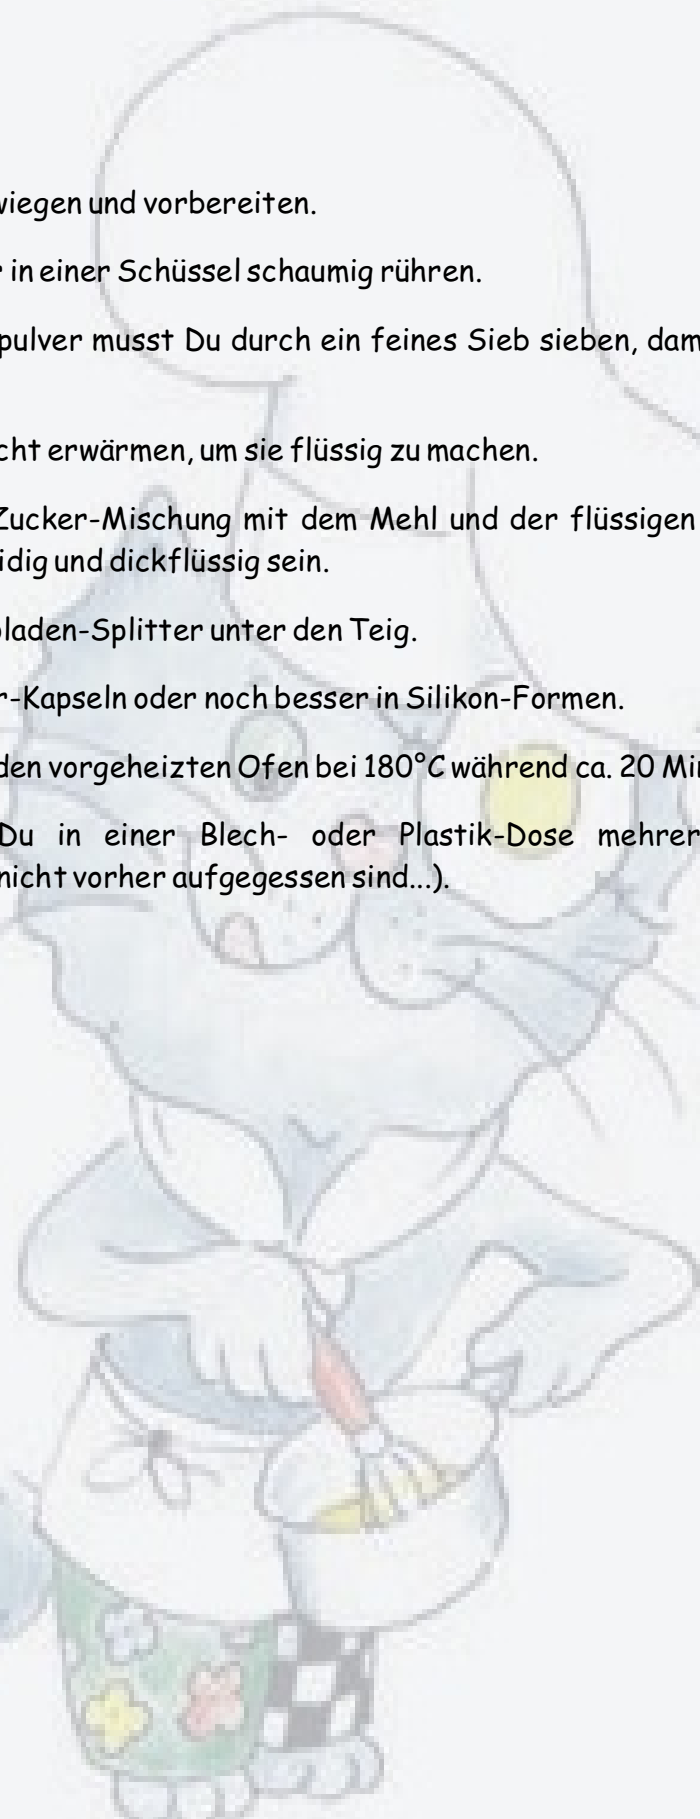 wiegen und vorbereiten.
r in einer Schüssel schaumig rühren.
pulver musst Du durch ein feines Sieb sieben, dam
cht erwärmen, um sie flüssig zu machen.
Zucker-Mischung mit dem Mehl und der flüssigen
idig und dickflüssig sein.
oladen-Splitter unter den Teig.
r-Kapseln oder noch besser in Silikon-Formen.
den vorgeheizten Ofen bei 180°C während ca. 20 Min
Du in einer Blech- oder Plastik-Dose mehrer
nicht vorher aufgegessen sind...).